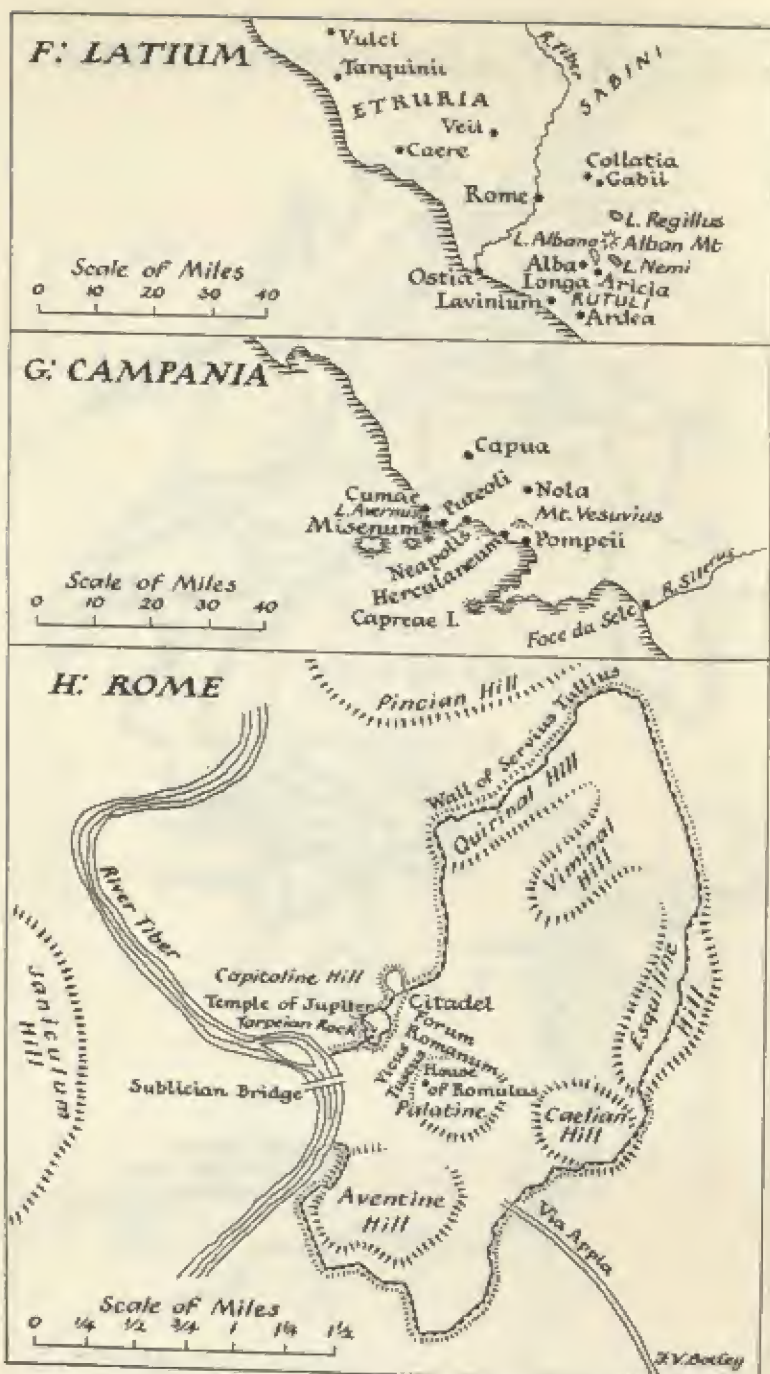 F: LATIUM
Vulci
Tarquinii
ETRURIA
R. Tiber
SABINI
Veii
Caere
Collatia
Gabii
Rome
L. Regillus
L. Albano
Alban Mt
Alba
Longa
L. Nemi
Aricia
Ostia
Lavinium
RUTULI
Ardea
Scale of Miles
0 10 20 30 40
G: CAMPANIA
Capua
Cumae
L. Avernus
Misenum
Puteoli
Nola
Mt. Vesuvius
Neapolis
Herculaneum
Pompeii
Capreae I.
Foce da Sele
R. Silerus
Scale of Miles
0 10 20 30 40
H: ROME
Pincian Hill
Wall of Servius Tullius
Quirinal Hill
Viminal
Hill
River Tiber
Janiculum
Hill
Capitoline Hill
Temple of Jupiter
Tarpeian Rock
Citadel
Forum
Romanum
Vicus
Tuscus
House
of Romulus
Palatine
Sublician Bridge
Esquiline
Hill
Caelian
Hill
Aventine
Hill
Via Appia
Scale of Miles
0 1/4 1/2 3/4 1 1 1/4 1 1/2
F.V. Botley